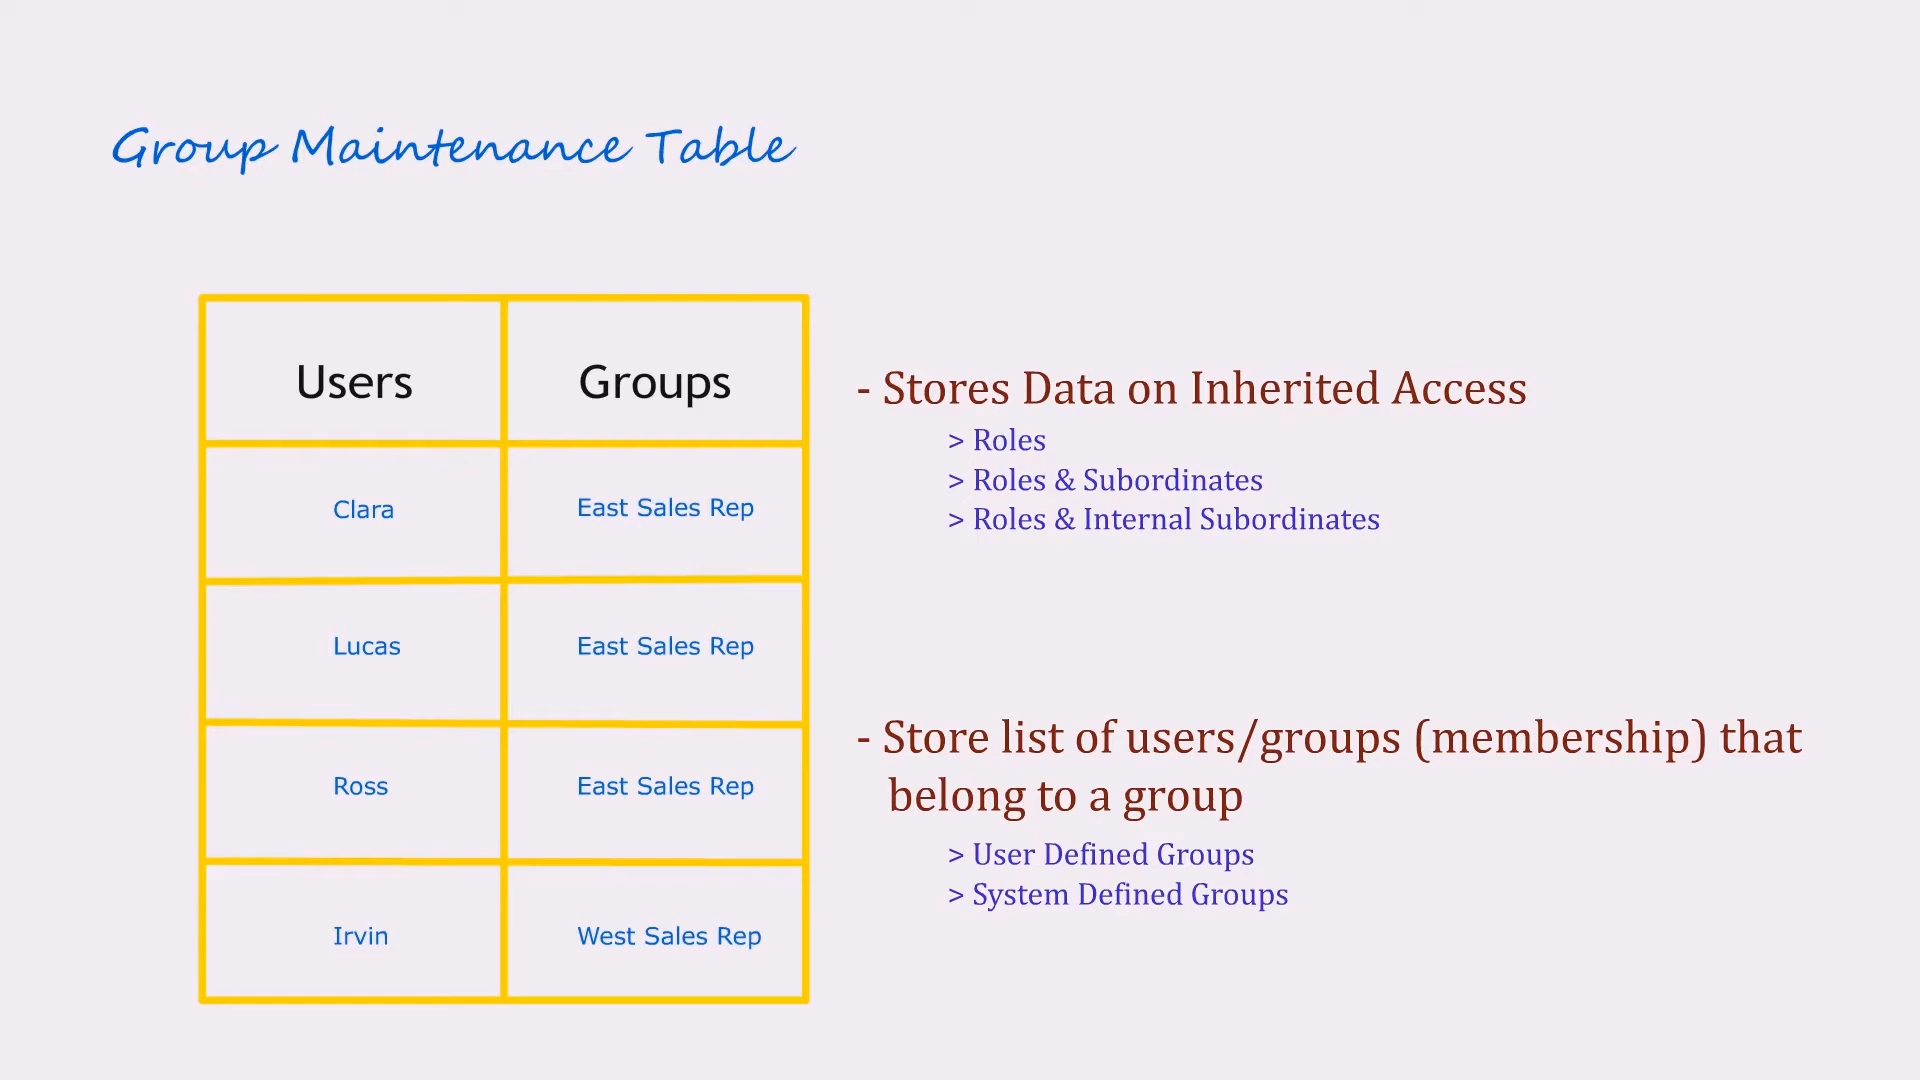 Group Maintenance Table
Users Groups
Clara East Sales Rep
Lucas East Sales Rep
Ross East Sales Rep
Irvin West Sales Rep
- Stores Data on Inherited Access
> Roles
> Roles & Subordinates
> Roles & Internal Subordinates
- Store list of users/groups (membership) that
belong to a group
> User Defined Groups
> System Defined Groups